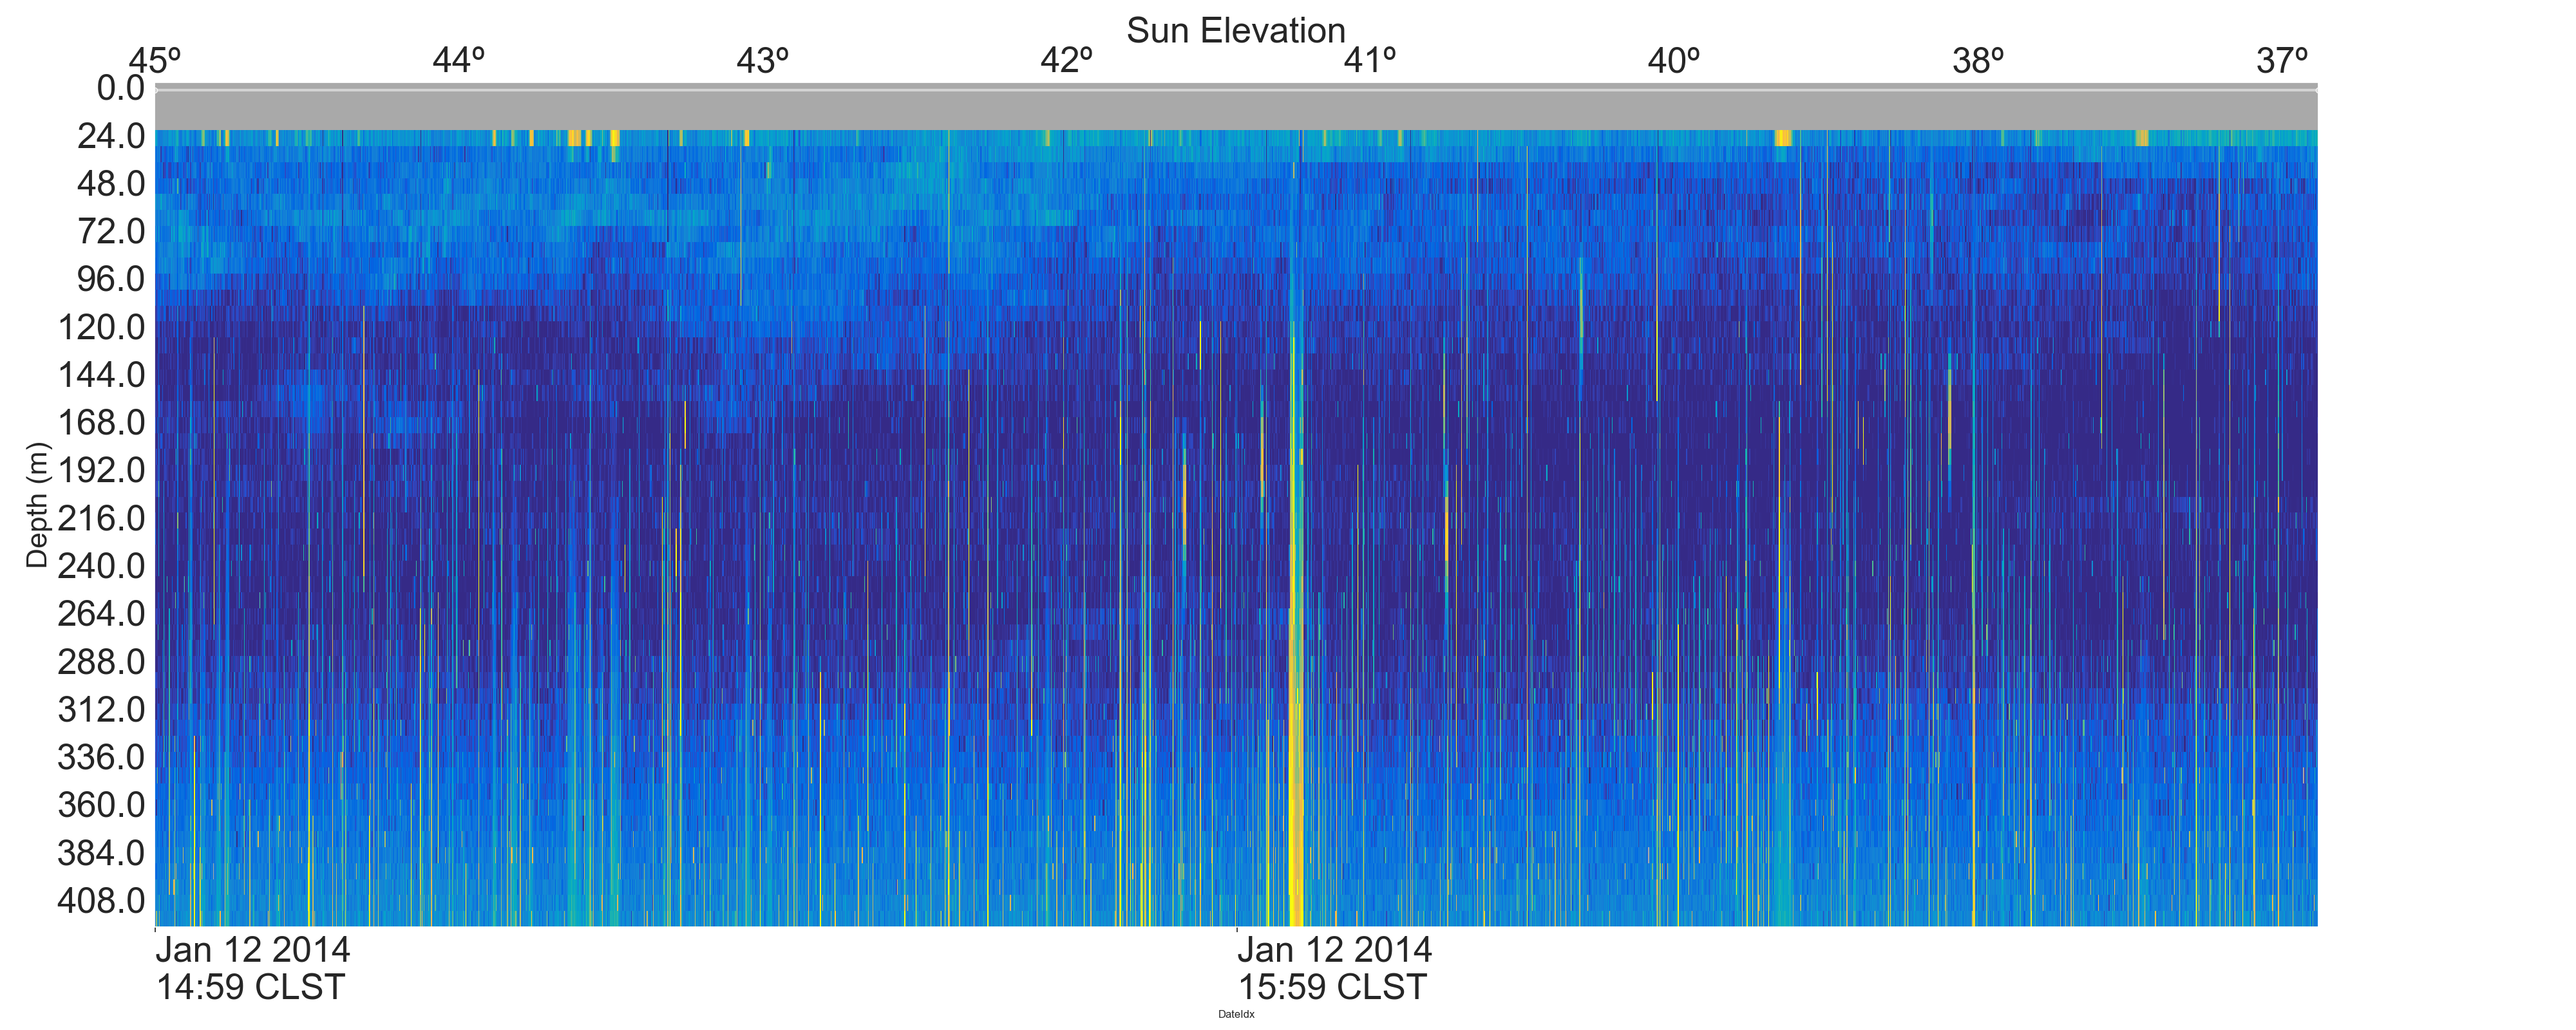 Sun Elevation
45º 44º 43º 42º 41º 40º 38º 37º
0.0
24.0
48.0
72.0
96.0
120.0
144.0
168.0
192.0
216.0
240.0
264.0
288.0
312.0
336.0
360.0
384.0
408.0
Depth (m)
Jan 12 2014
14:59 CLST
Jan 12 2014
15:59 CLST
DateIdx